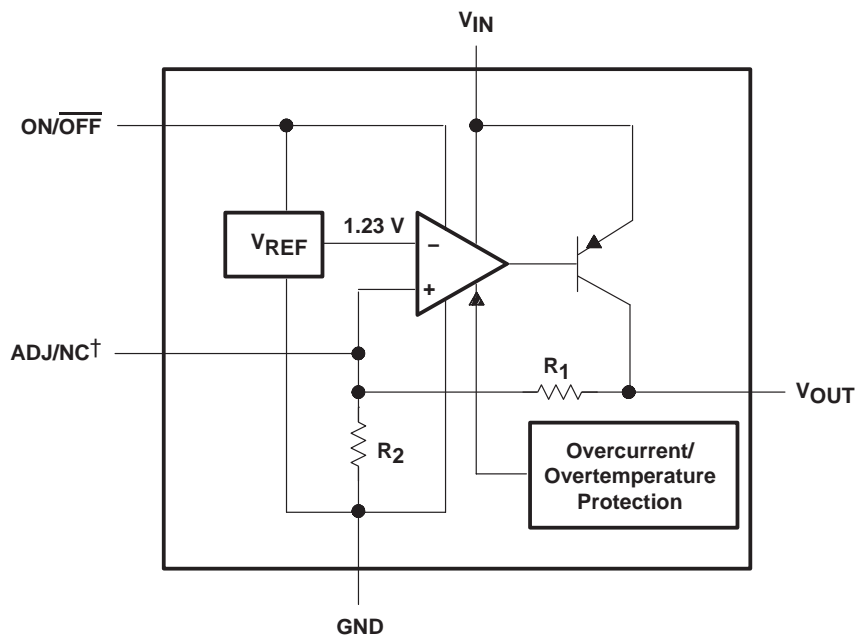 VIN
ON/OFF
VREF
1.23 V
−
+
ADJ/NC†
R1
VOUT
R2
Overcurrent/
Overtemperature
Protection
GND